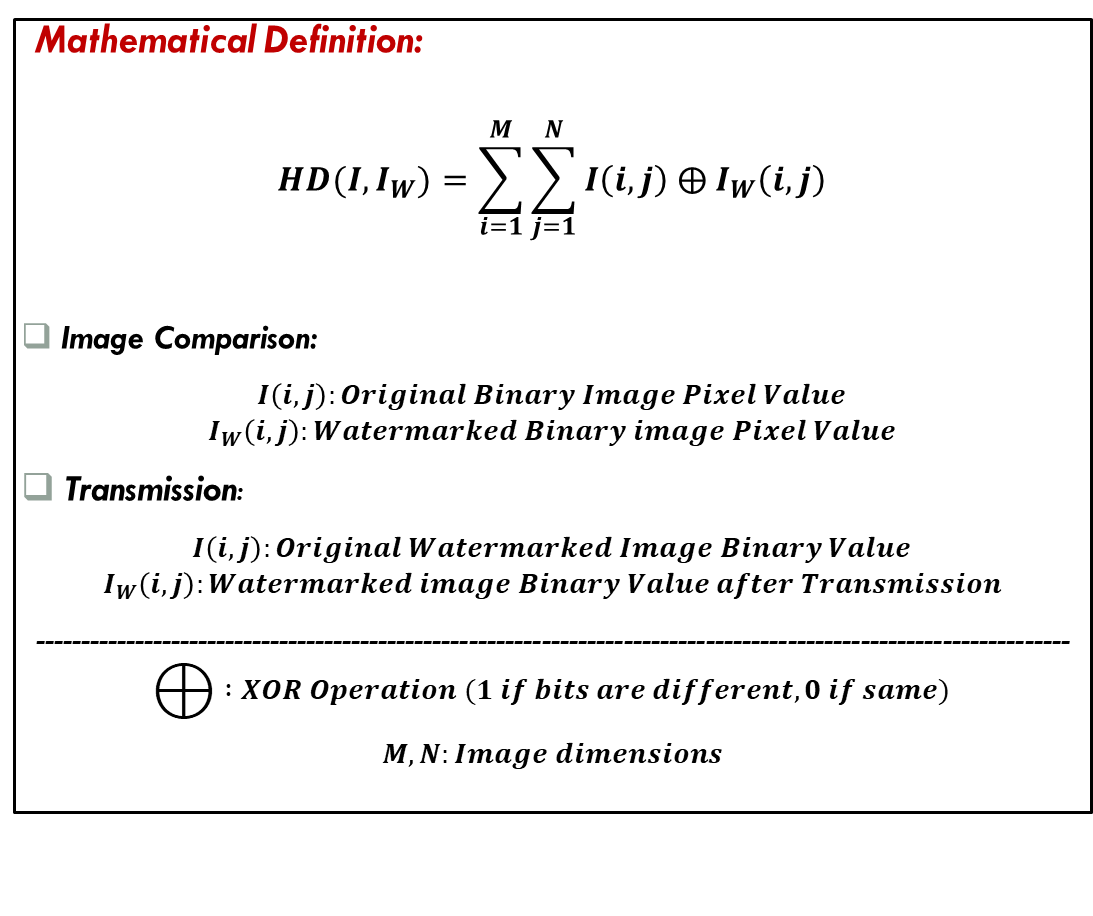 Mathematical Definition:
HD(I, I_W) = ∑_{i=1}^{M} ∑_{j=1}^{N} I(i,j) ⊕ I_W(i,j)
❑ Image Comparison:
I(i,j): Original Binary Image Pixel Value
I_W(i,j): Watermarked Binary image Pixel Value
❑ Transmission:
I(i,j): Original Watermarked Image Binary Value
I_W(i,j): Watermarked image Binary Value after Transmission
⊕ : XOR Operation (1 if bits are different, 0 if same)
M, N: Image dimensions